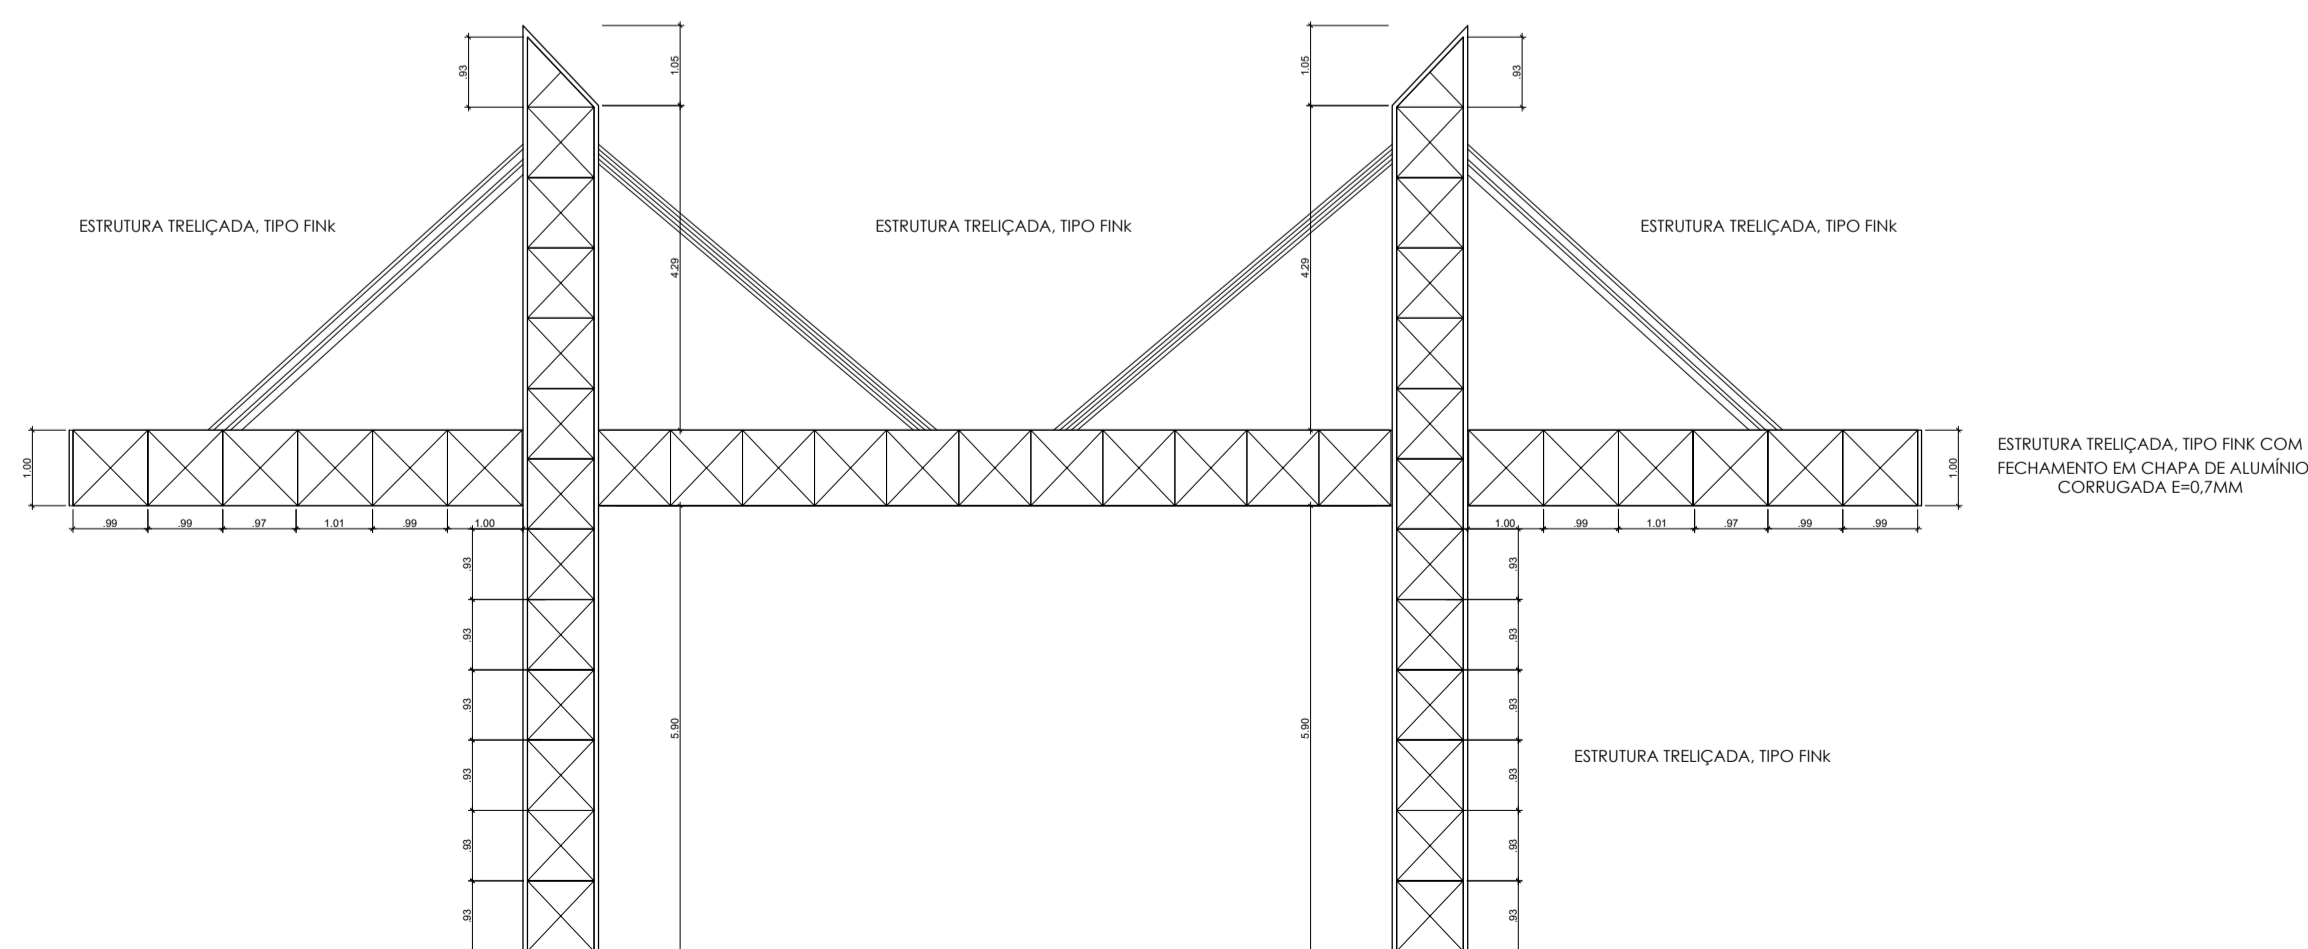 .93
1.05
1.05
.93
ESTRUTURA TRELIÇADA, TIPO FINk
ESTRUTURA TRELIÇADA, TIPO FINk
ESTRUTURA TRELIÇADA, TIPO FINk
4.29
4.29
1.00
1.00
ESTRUTURA TRELIÇADA, TIPO FINK COM
FECHAMENTO EM CHAPA DE ALUMÍNIO
CORRUGADA E=0,7MM
.99 .99 .97 1.01 .99 1.00
1.00 .99 1.01 .97 .99 .99
.93
.93
.93
.93
.93
.93
5.90
5.90
.93
.93
.93
.93
.93
.93
ESTRUTURA TRELIÇADA, TIPO FINk